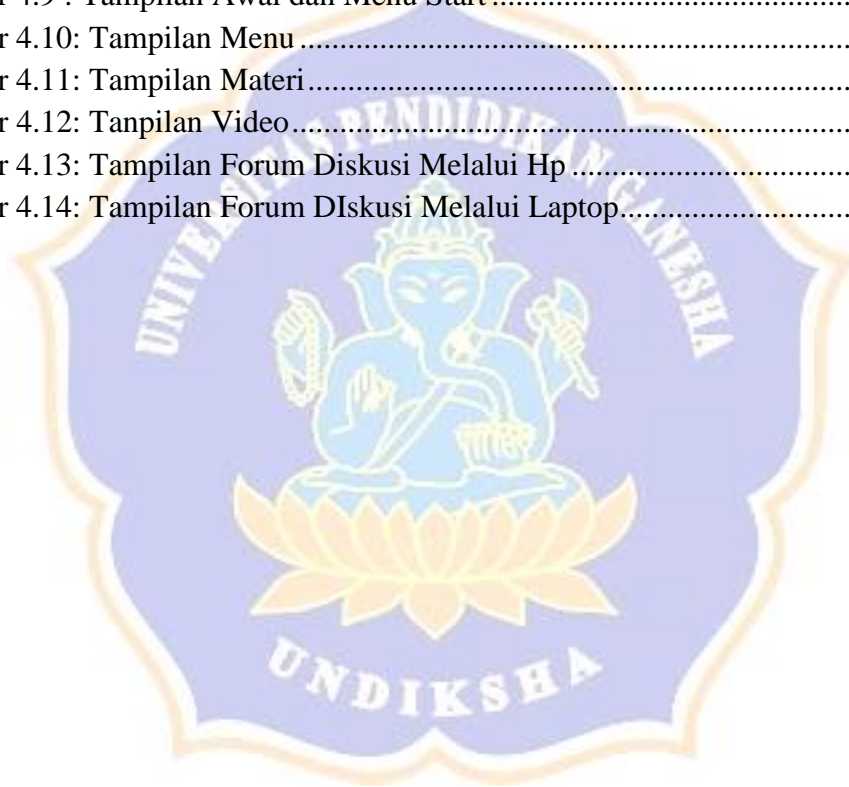 r 4.9 : Tampilan Awal dan Menu Start ........................................................
r 4.10: Tampilan Menu ........................................................................
r 4.11: Tampilan Materi .......................................................................
r 4.12: Tanpilan Video .........................................................................
r 4.13: Tampilan Forum Diskusi Melalui Hp .............................................
r 4.14: Tampilan Forum DIskusi Melalui Laptop .......................................
UNIVERSITAS PENDIDIKAN GANESHA
UNDIKSHA